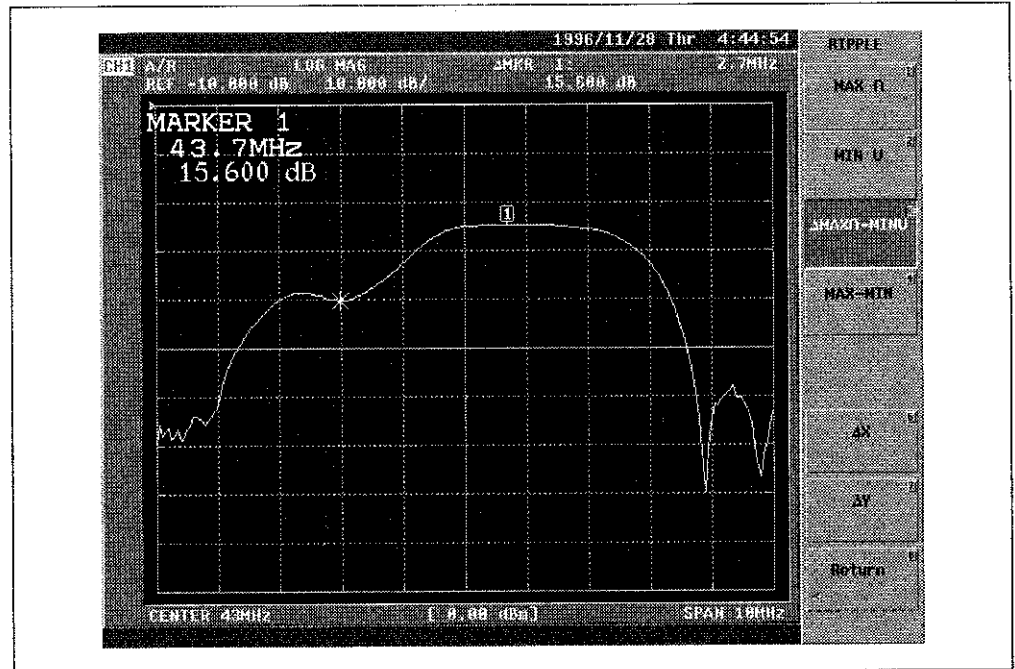 1996/11/28 Thr 4:44:54
CH1 A/R LOG MAG ΔMKR 1: 2.7MHz
REF -10.000 dB 10.000 dB/ 15.600 dB
MARKER 1
43.7MHz
15.600 dB
1
CENTER 43MHz [ 0.00 dBm] SPAN 10MHz
RIPPLE
MAX ∩
MIN U
ΔMAX∩-MINU
MAX-MIN
ΔX
ΔY
Return